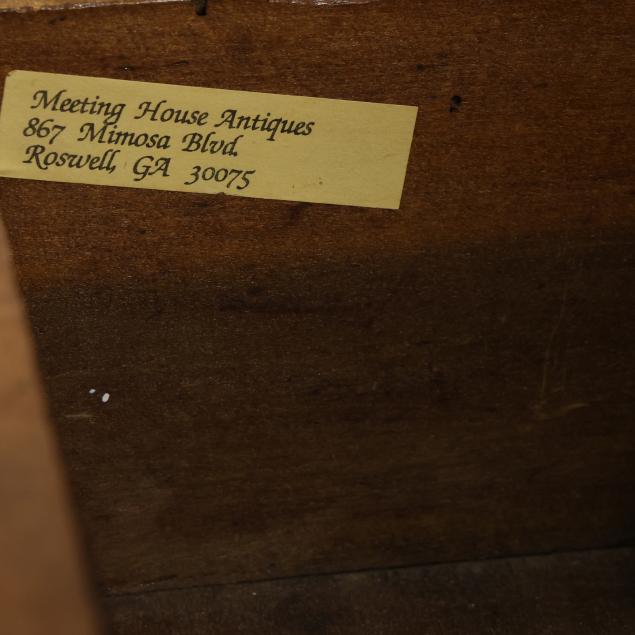 Meeting House Antiques
867 Mimosa Blvd.
Roswell, GA 30075